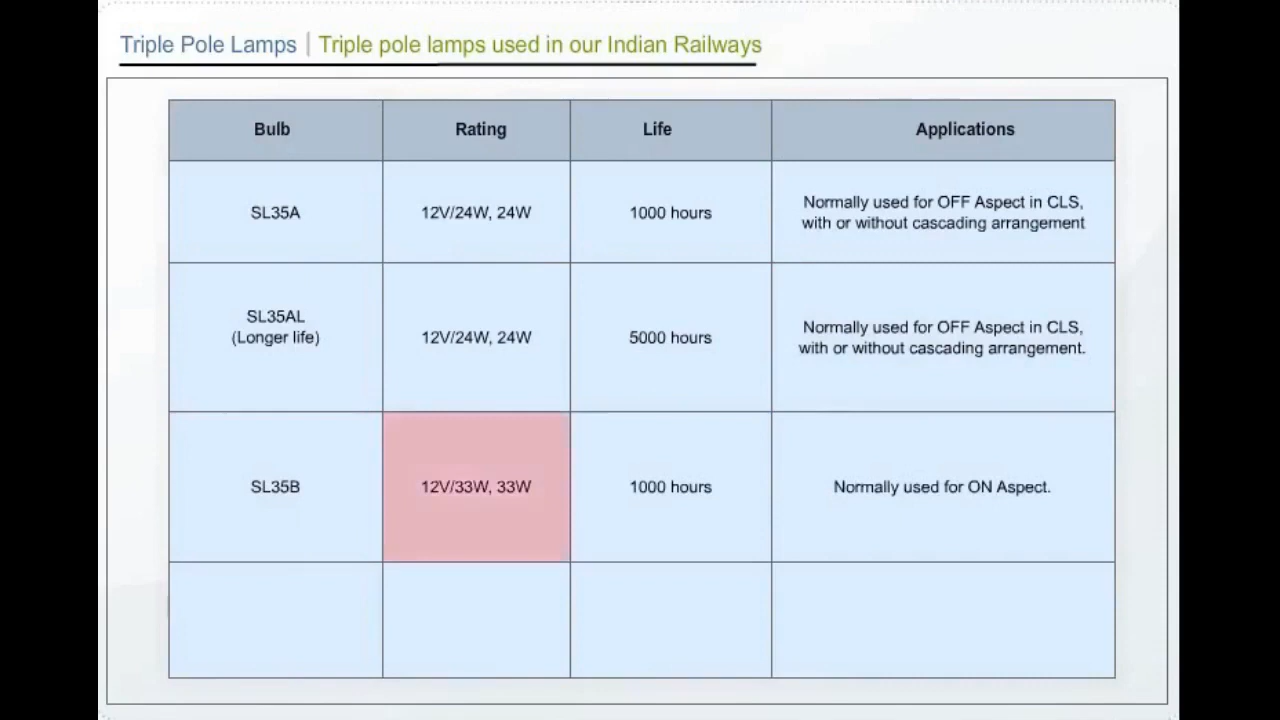 Triple Pole Lamps | Triple pole lamps used in our Indian Railways
Bulb Rating Life Applications
SL35A 12V/24W, 24W 1000 hours Normally used for OFF Aspect in CLS,
with or without cascading arrangement
SL35AL
(Longer life) 12V/24W, 24W 5000 hours Normally used for OFF Aspect in CLS,
with or without cascading arrangement.
SL35B 12V/33W, 33W 1000 hours Normally used for ON Aspect.